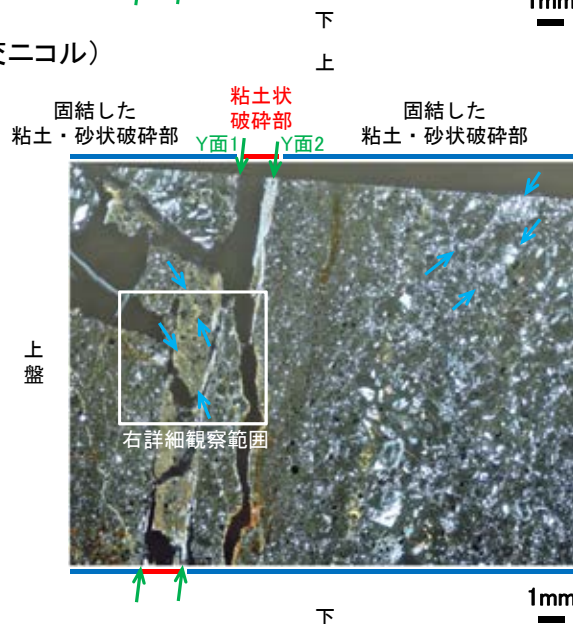 1mm
下
交ニコル）
上
固結した
粘土・砂状破砕部
粘土状
破砕部
固結した
粘土・砂状破砕部
Y面1
Y面2
上
盤
右詳細観察範囲
1mm
下